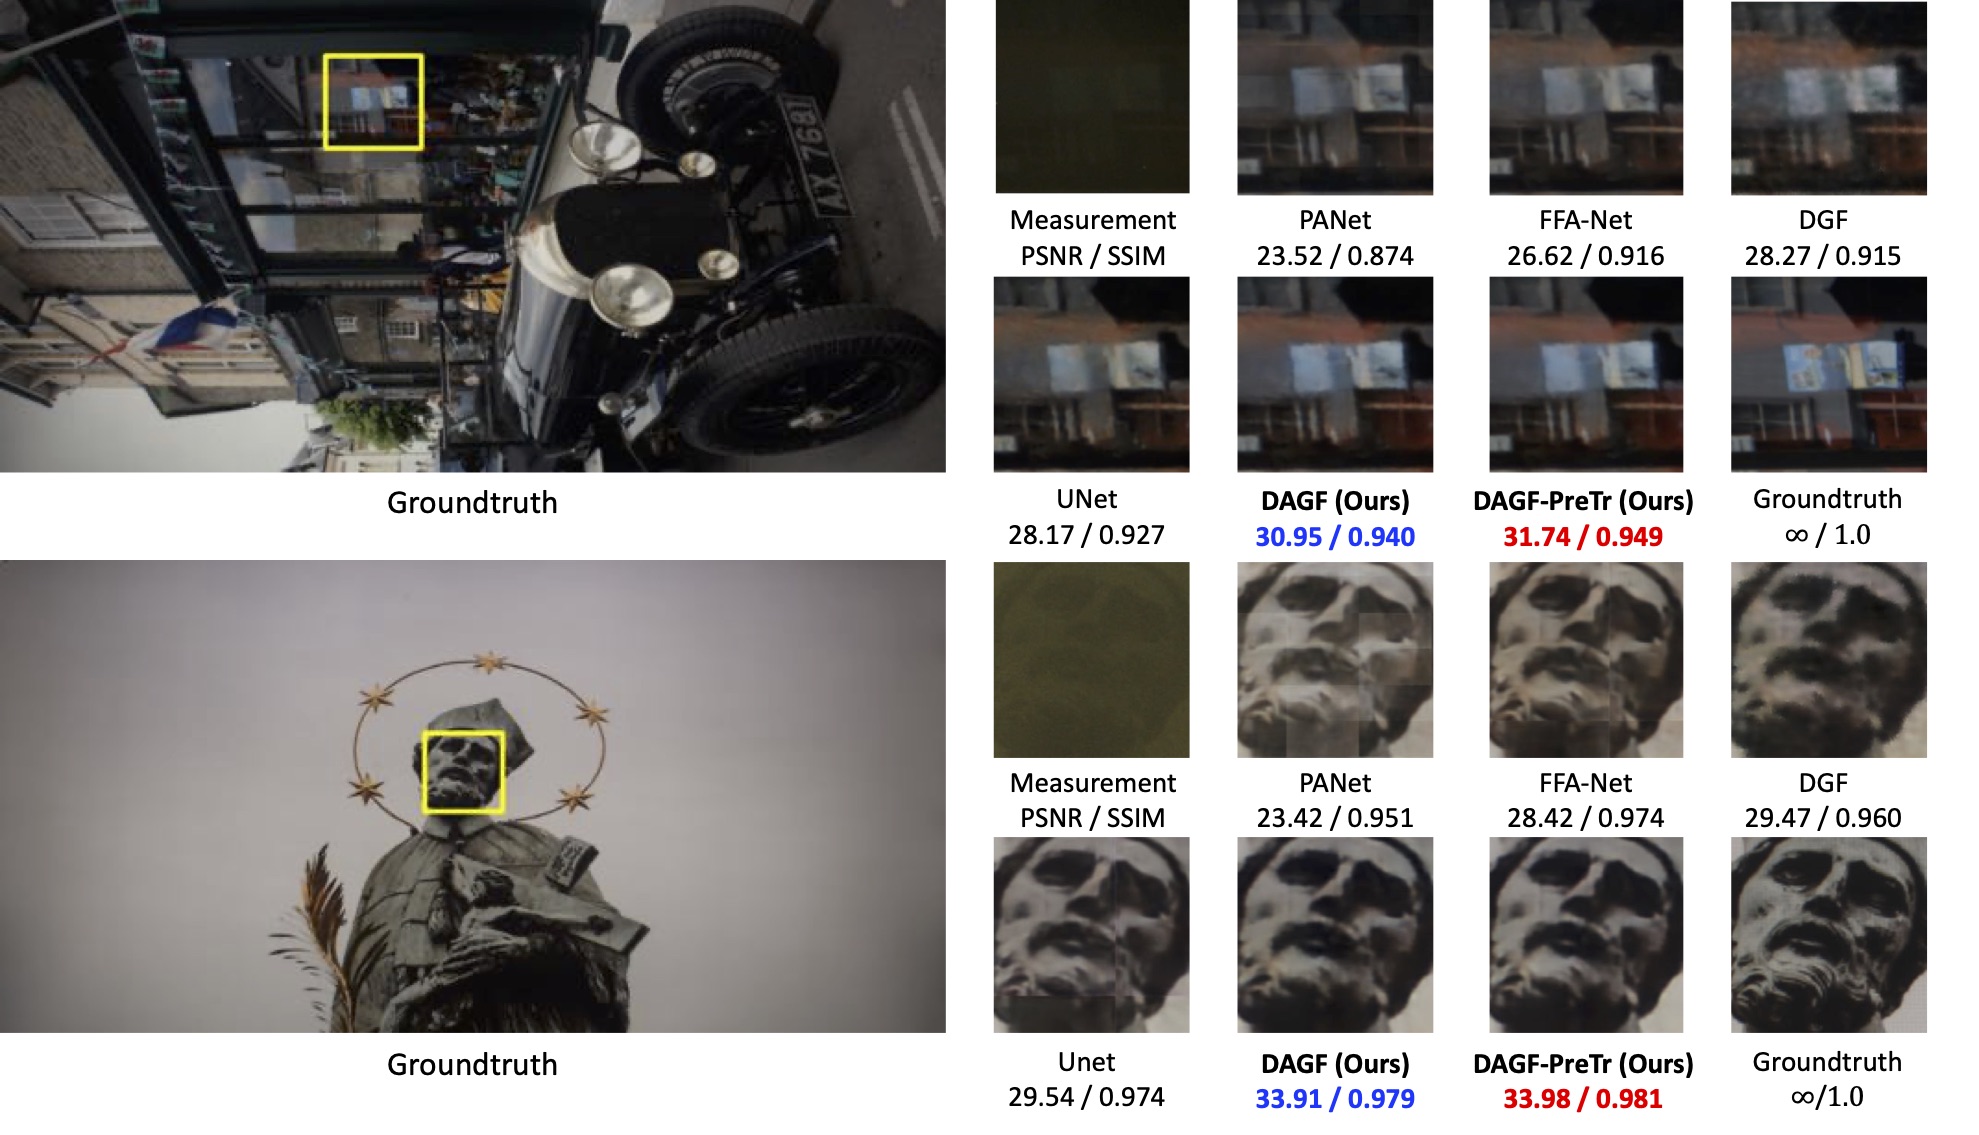 AX 7681
Measurement
PSNR / SSIM
PANet
23.52 / 0.874
FFA-Net
26.62 / 0.916
DGF
28.27 / 0.915
Groundtruth
UNet
28.17 / 0.927
DAGF (Ours)
30.95 / 0.940
DAGF-PreTr (Ours)
31.74 / 0.949
Groundtruth
∞ / 1.0
Measurement
PSNR / SSIM
PANet
23.42 / 0.951
FFA-Net
28.42 / 0.974
DGF
29.47 / 0.960
Groundtruth
Unet
29.54 / 0.974
DAGF (Ours)
33.91 / 0.979
DAGF-PreTr (Ours)
33.98 / 0.981
Groundtruth
∞/1.0